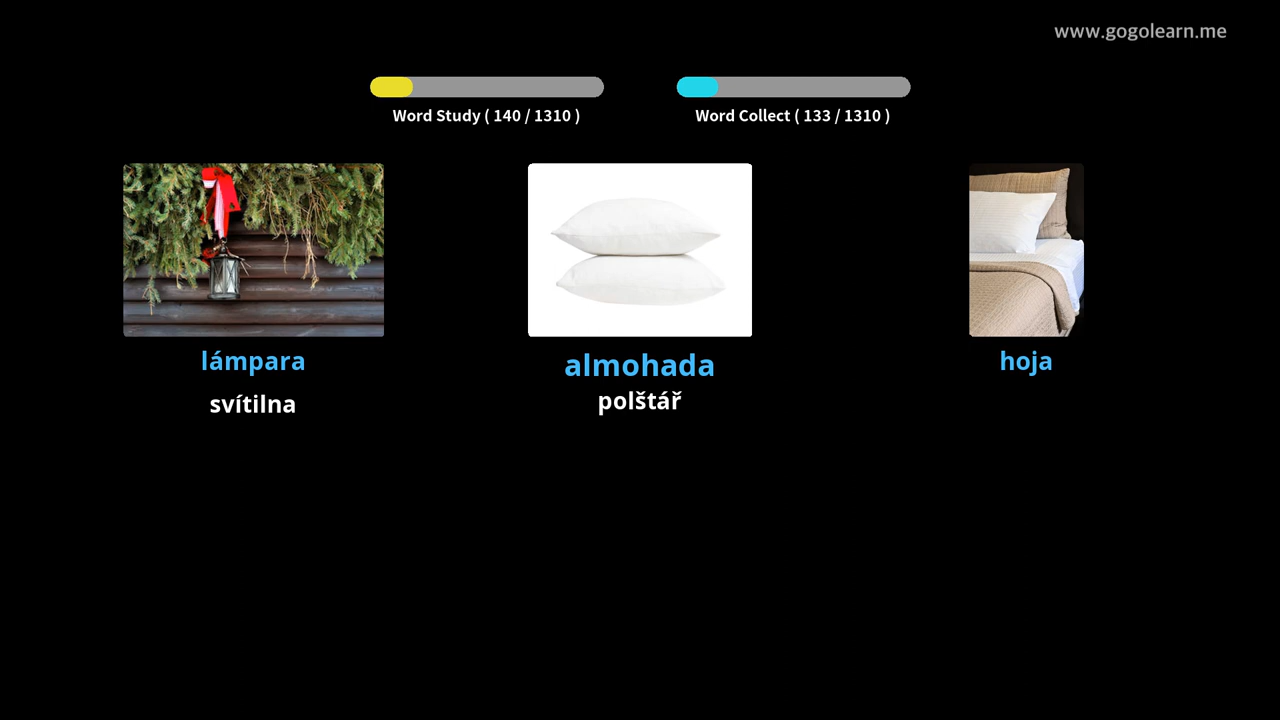 www.gogolearn.me
Word Study ( 140 / 1310 )
Word Collect ( 133 / 1310 )
lámpara
svítilna
almohada
polštář
hoja